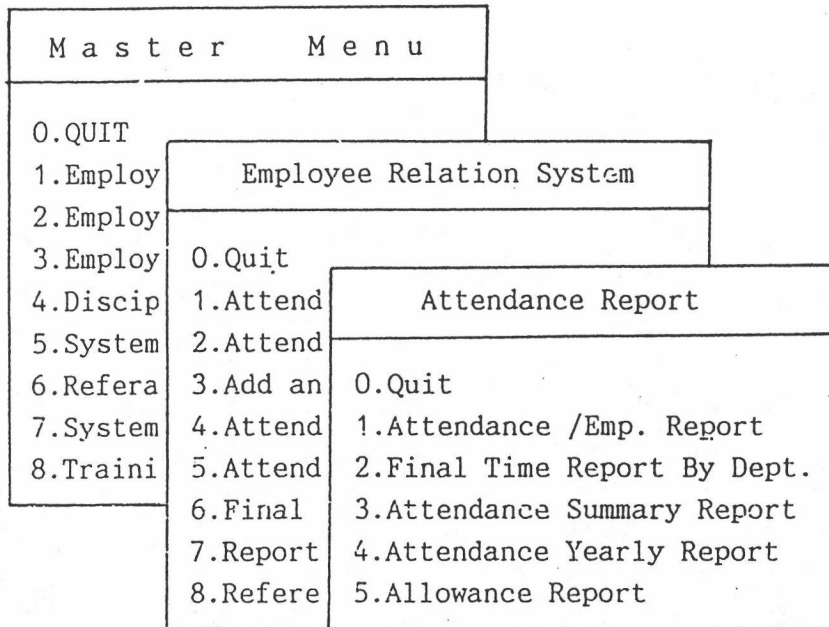 Master Menu
0.QUIT
1.Employ
2.Employ
3.Employ
4.Discip
5.System
6.Refera
7.System
8.Traini
Employee Relation System
0.Quit
1.Attend
2.Attend
3.Add an
4.Attend
5.Attend
6.Final
7.Report
8.Refere
Attendance Report
0.Quit
1.Attendance /Emp. Report
2.Final Time Report By Dept.
3.Attendance Summary Report
4.Attendance Yearly Report
5.Allowance Report